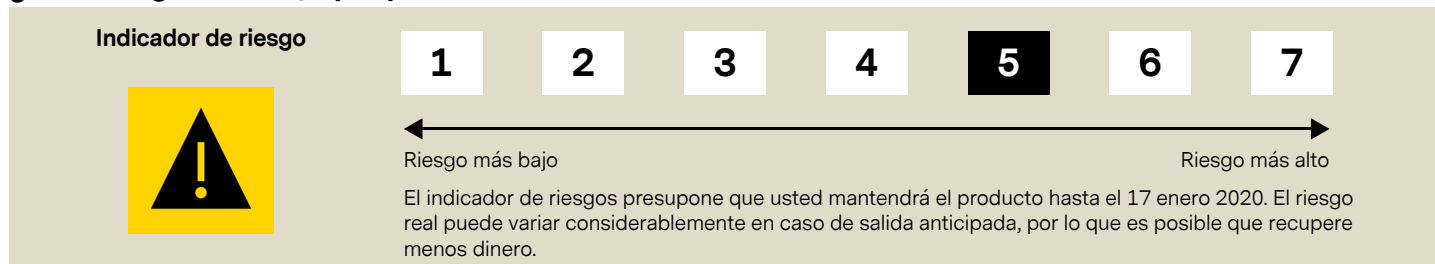 Indicador de riesgo
1 2 3 4 5 6 7
Riesgo más bajo Riesgo más alto
El indicador de riesgos presupone que usted mantendrá el producto hasta el 17 enero 2020. El riesgo
real puede variar considerablemente en caso de salida anticipada, por lo que es posible que recupere
menos dinero.